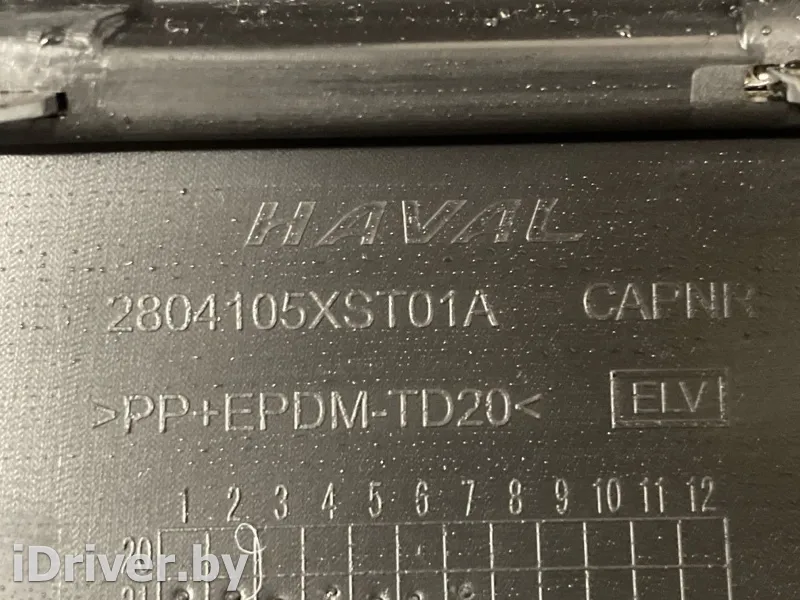 HAVAL
2804105XST01A CAPNR
>PP+EPDM-TD20< ELV
1 2 3 4 5 6 7 8 9 10 11 12
20
iDriver.by